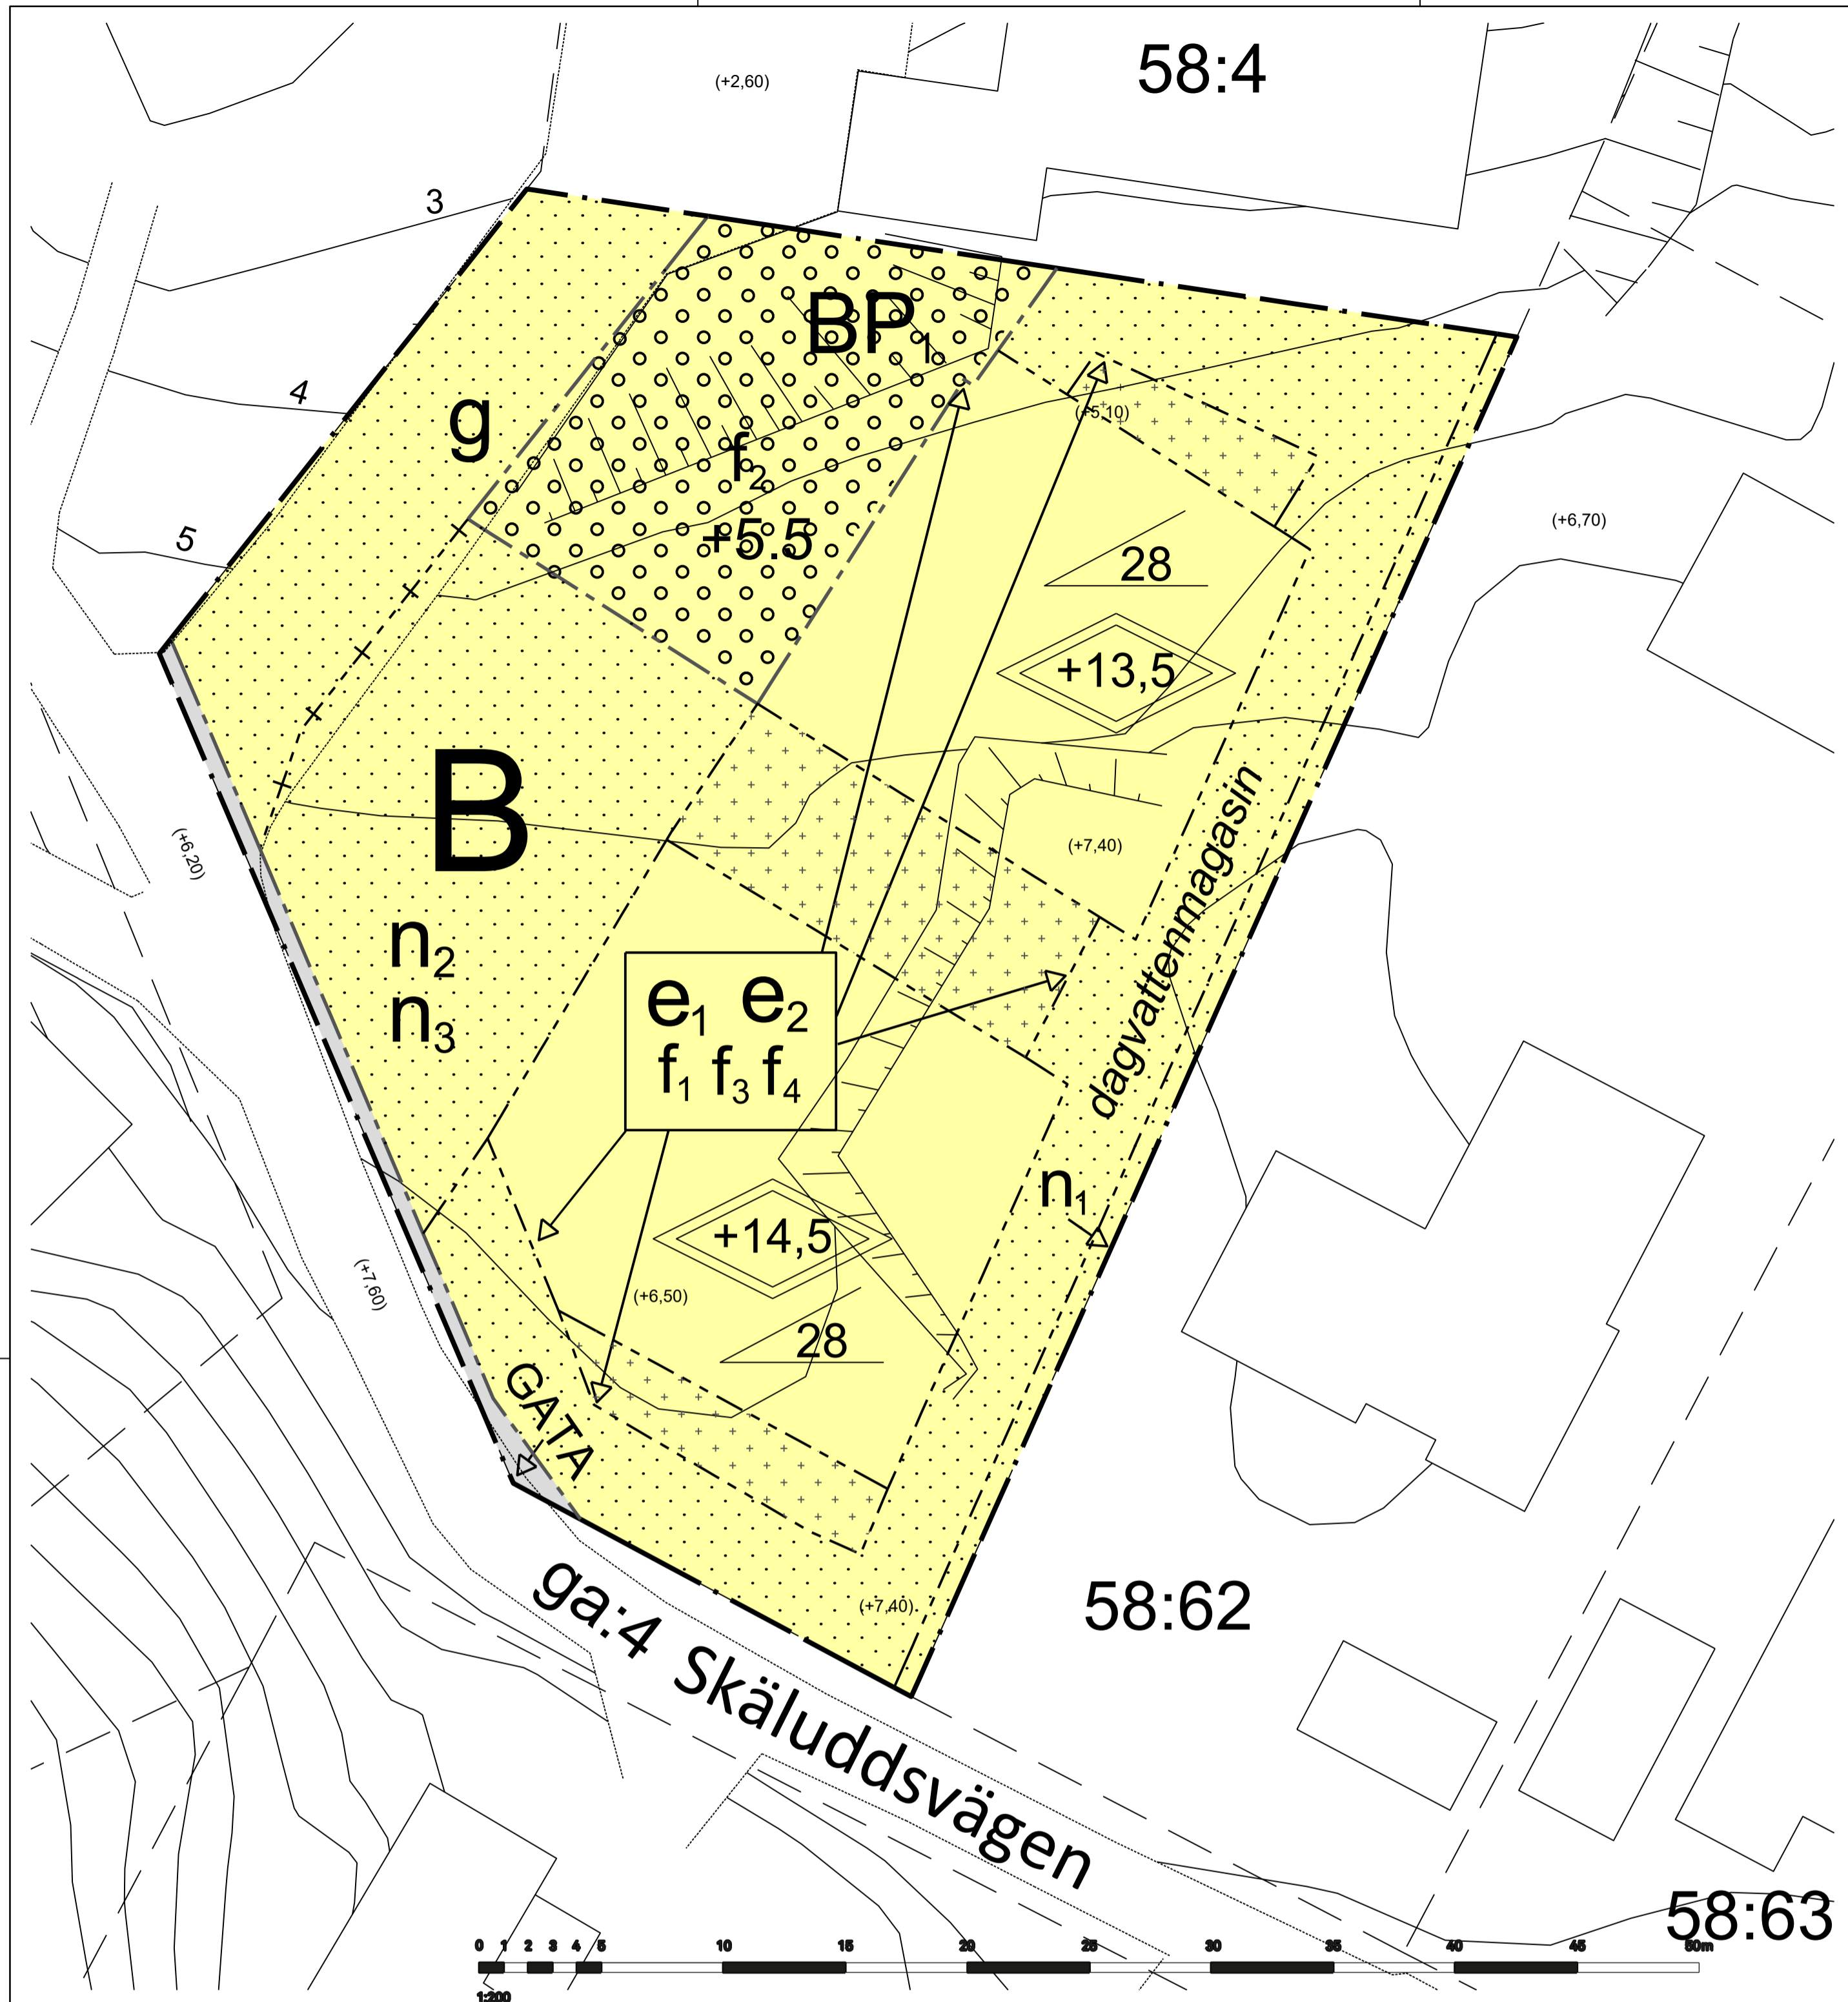 58:4
(+2,60)
3
BP1
4
g
(+5,10)
f2
5
+5.5
(+6,70)
28
+13,5
B
(+6,20)
(+7,40)
dagvattenmagasin
n2
n3
e1 e2
f1 f3 f4
n1
+14,5
(+7,60)
(+6,50)
28
GATA
ga:4 Skäluddsvägen
(+7,40)
58:62
58:63
0 1 2 3 4 5 10 15 20 25 30 35 40 45 50m
1:200